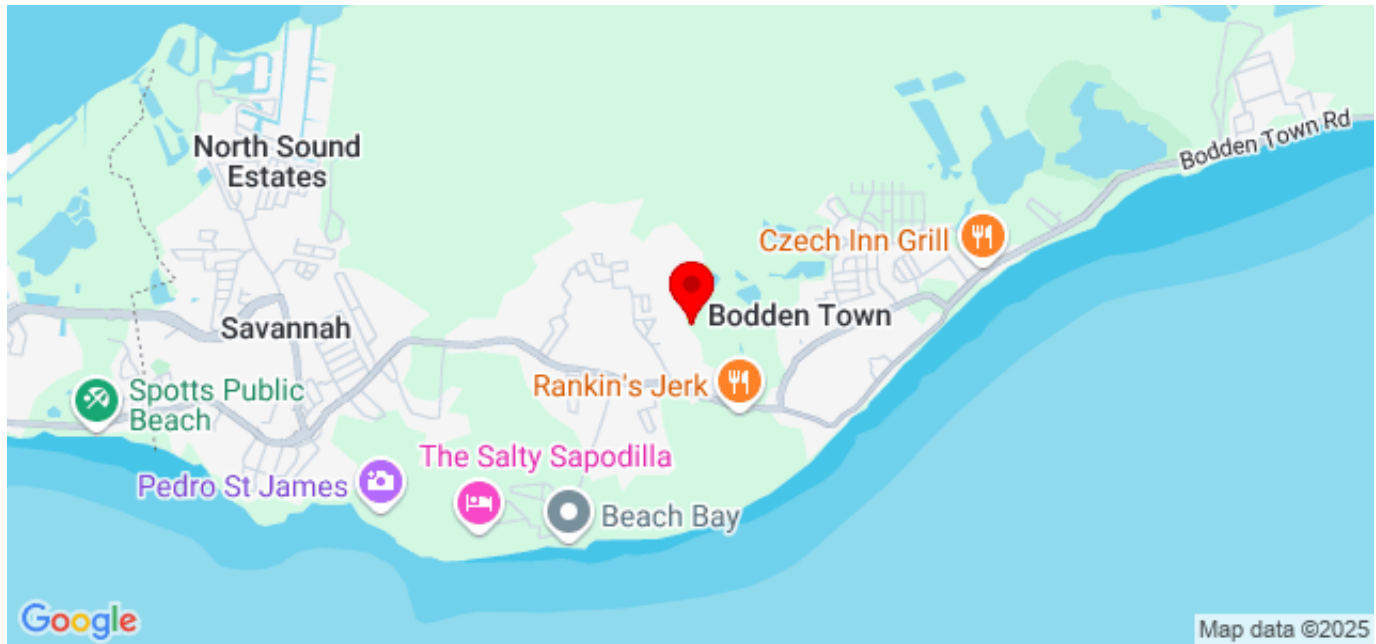 Bodden Town Rd
North Sound
Estates
Czech Inn Grill
Bodden Town
Savannah
Rankin's Jerk
Spotts Public
Beach
The Salty Sapodilla
Pedro St James
Beach Bay
Google
Map data ©2025